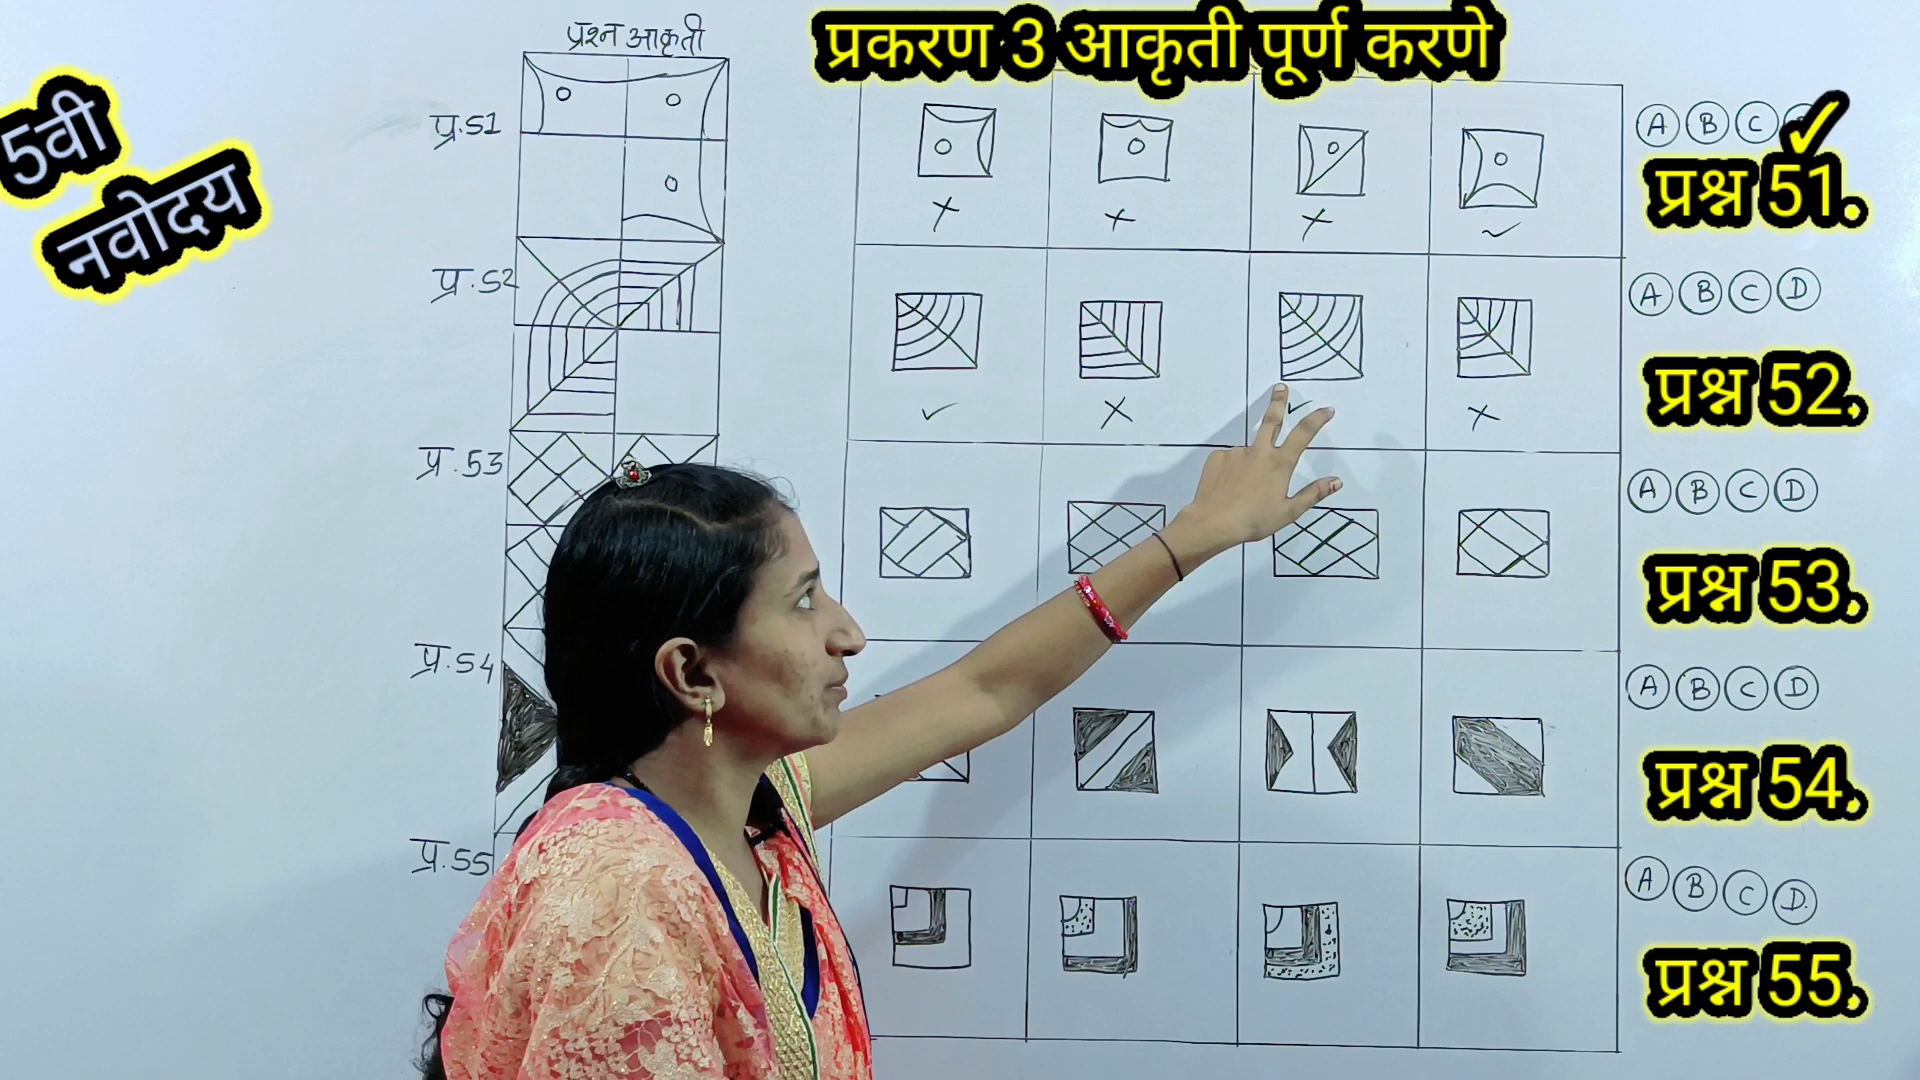 प्रश्न आकृती
प्रकरण 3 आकृती पूर्ण करणे
5वी
नवोदय
प्र.51
A B C
✓
प्रश्न 51.
प्र.52
A B C D
प्रश्न 52.
प्र.53
A B C D
प्रश्न 53.
प्र.54
A B C D
प्रश्न 54.
प्र.55
A B C D.
प्रश्न 55.